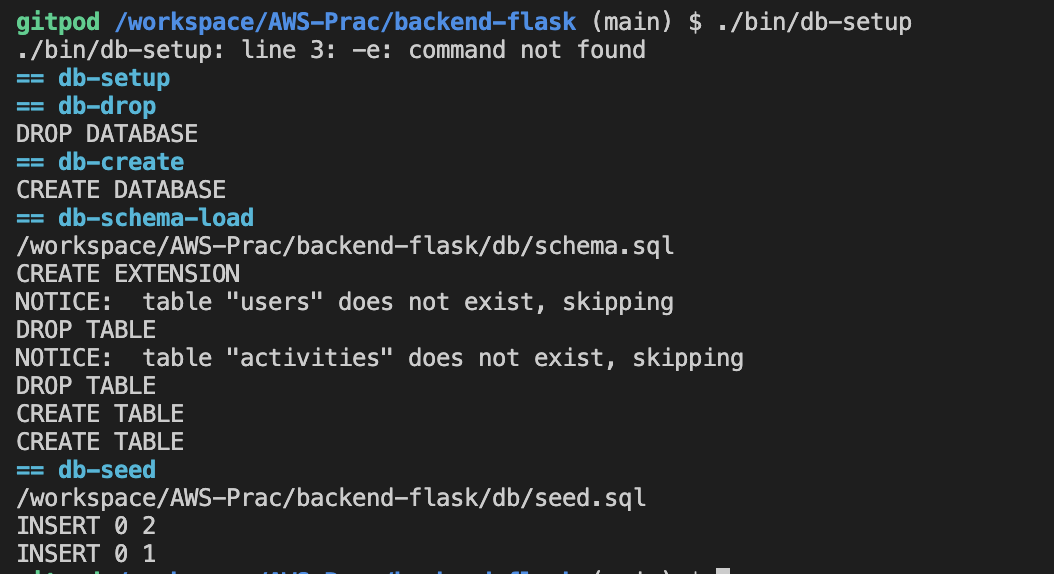 gitpod /workspace/AWS-Prac/backend-flask (main) $ ./bin/db-setup
./bin/db-setup: line 3: -e: command not found
== db-setup
== db-drop
DROP DATABASE
== db-create
CREATE DATABASE
== db-schema-load
/workspace/AWS-Prac/backend-flask/db/schema.sql
CREATE EXTENSION
NOTICE:  table "users" does not exist, skipping
DROP TABLE
NOTICE:  table "activities" does not exist, skipping
DROP TABLE
CREATE TABLE
CREATE TABLE
== db-seed
/workspace/AWS-Prac/backend-flask/db/seed.sql
INSERT 0 2
INSERT 0 1